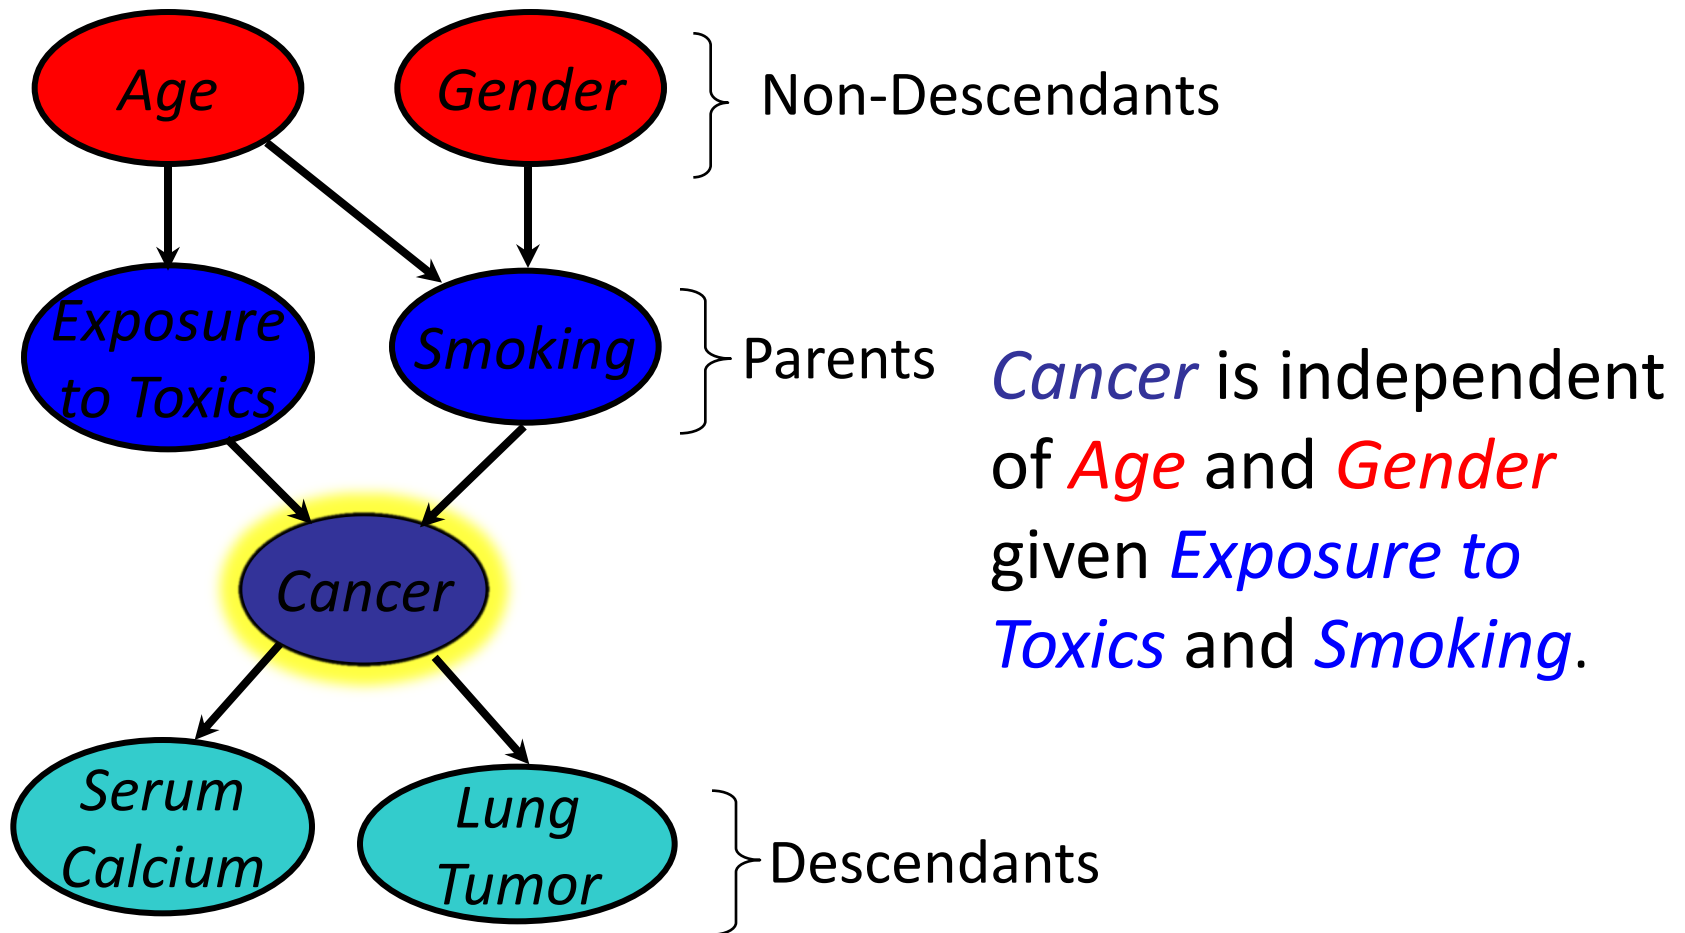 Age
Gender
Non-Descendants
Exposure
to Toxics
Smoking
Parents
Cancer is independent
of Age and Gender
given Exposure to
Toxics and Smoking.
Cancer
Serum
Calcium
Lung
Tumor
Descendants